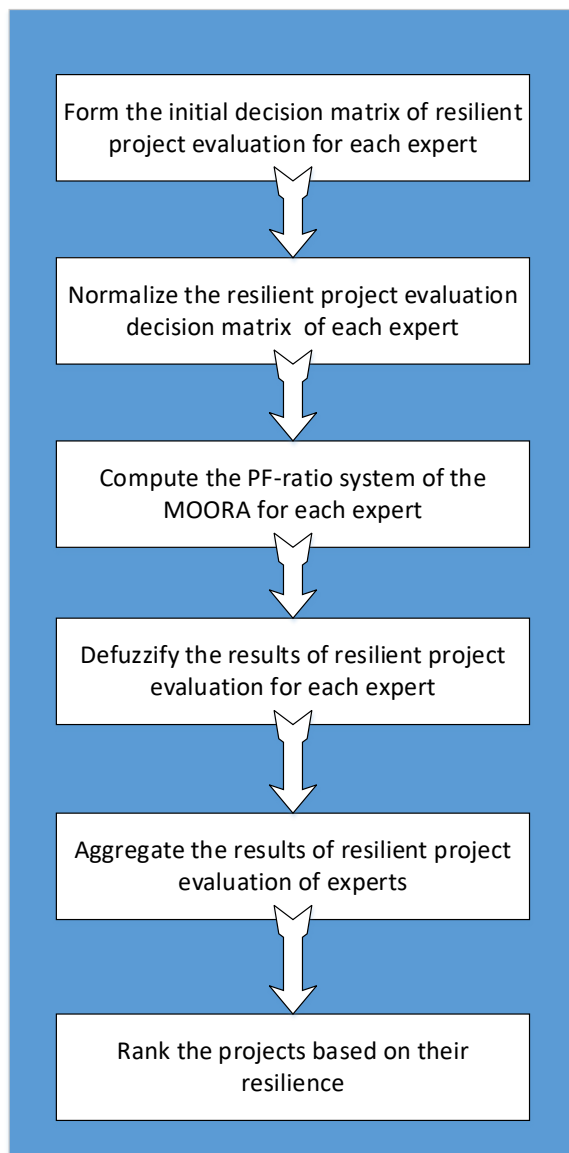 Form the initial decision matrix of resilient
project evaluation for each expert
Normalize the resilient project evaluation
decision matrix of each expert
Compute the PF-ratio system of the
MOORA for each expert
Defuzzify the results of resilient project
evaluation for each expert
Aggregate the results of resilient project
evaluation of experts
Rank the projects based on their
resilience